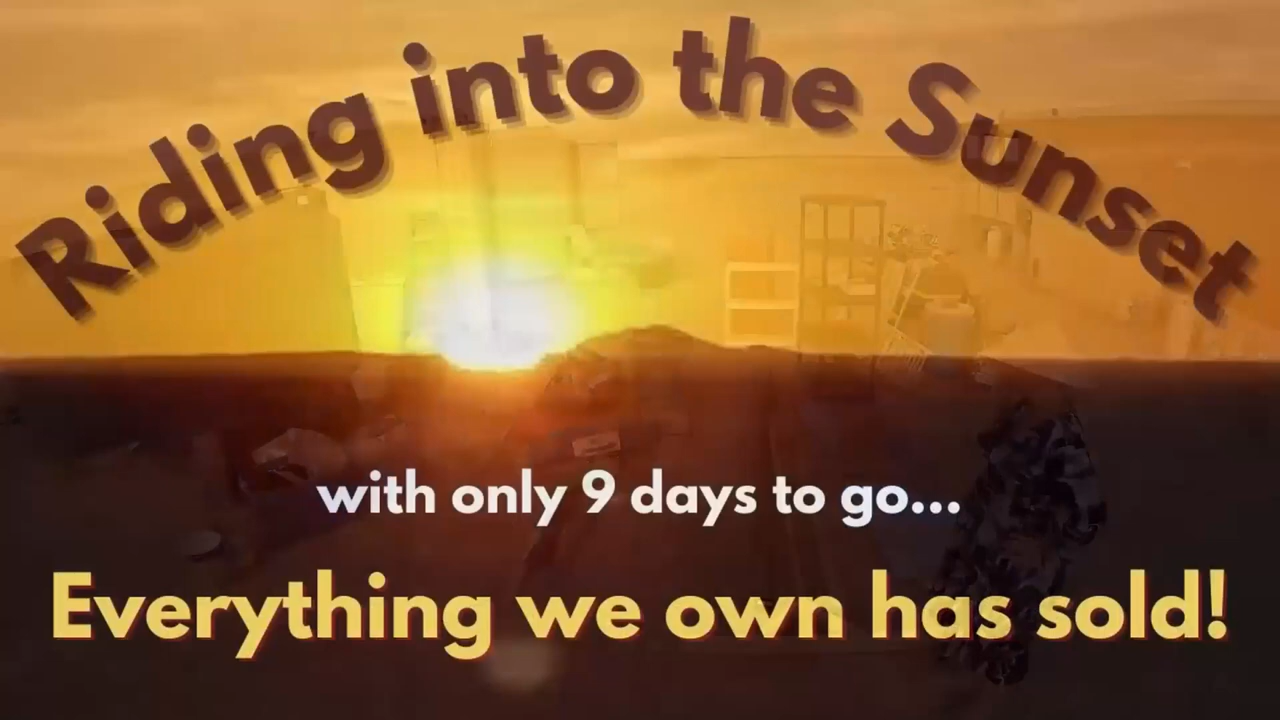 Riding into the Sunset
with only 9 days to go...
Everything we own has sold!